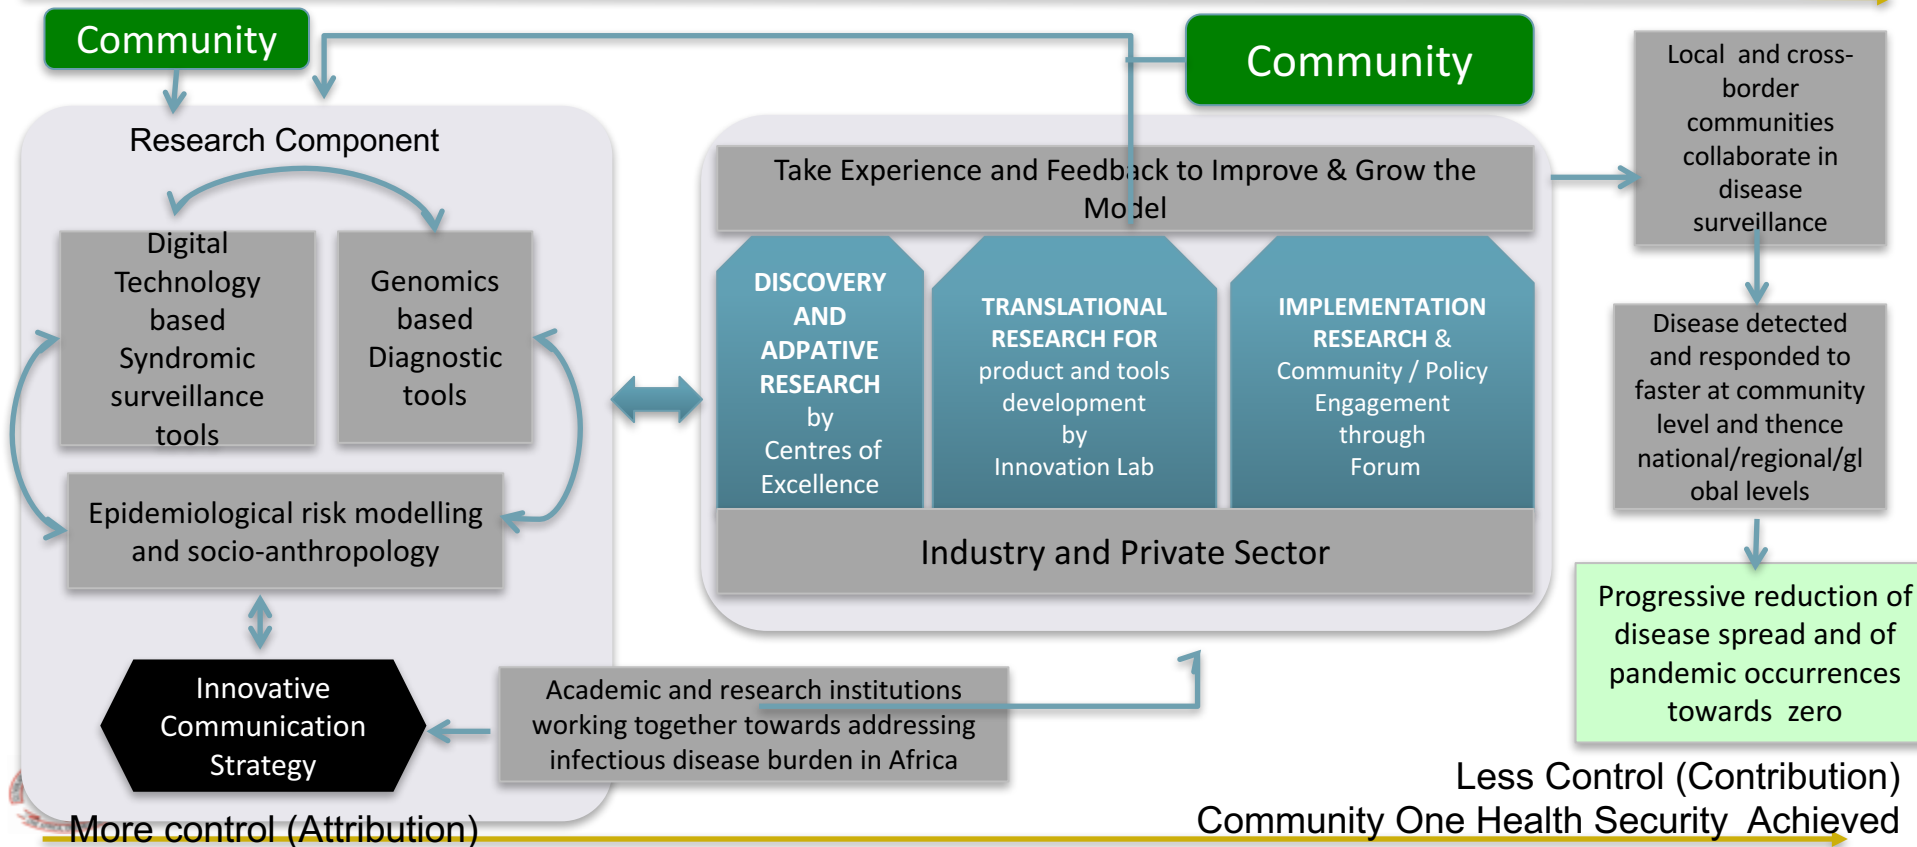 Community
Community
Research Component
Digital
Technology
based
Syndromic
surveillance
tools
Genomics
based
Diagnostic
tools
Epidemiological risk modelling
and socio-anthropology
Innovative
Communication
Strategy
Academic and research institutions
working together towards addressing
infectious disease burden in Africa
Take Experience and Feedback to Improve & Grow the
Model
DISCOVERY
AND
ADPATIVE
RESEARCH
by
Centres of
Excellence
TRANSLATIONAL
RESEARCH FOR
product and tools
development
by
Innovation Lab
IMPLEMENTATION
RESEARCH &
Community / Policy
Engagement
through
Forum
Industry and Private Sector
Local and cross-
border
communities
collaborate in
disease
surveillance
Disease detected
and responded to
faster at community
level and thence
national/regional/gl
obal levels
Progressive reduction of
disease spread and of
pandemic occurrences
towards zero
More control (Attribution)
Less Control (Contribution)
Community One Health Security Achieved